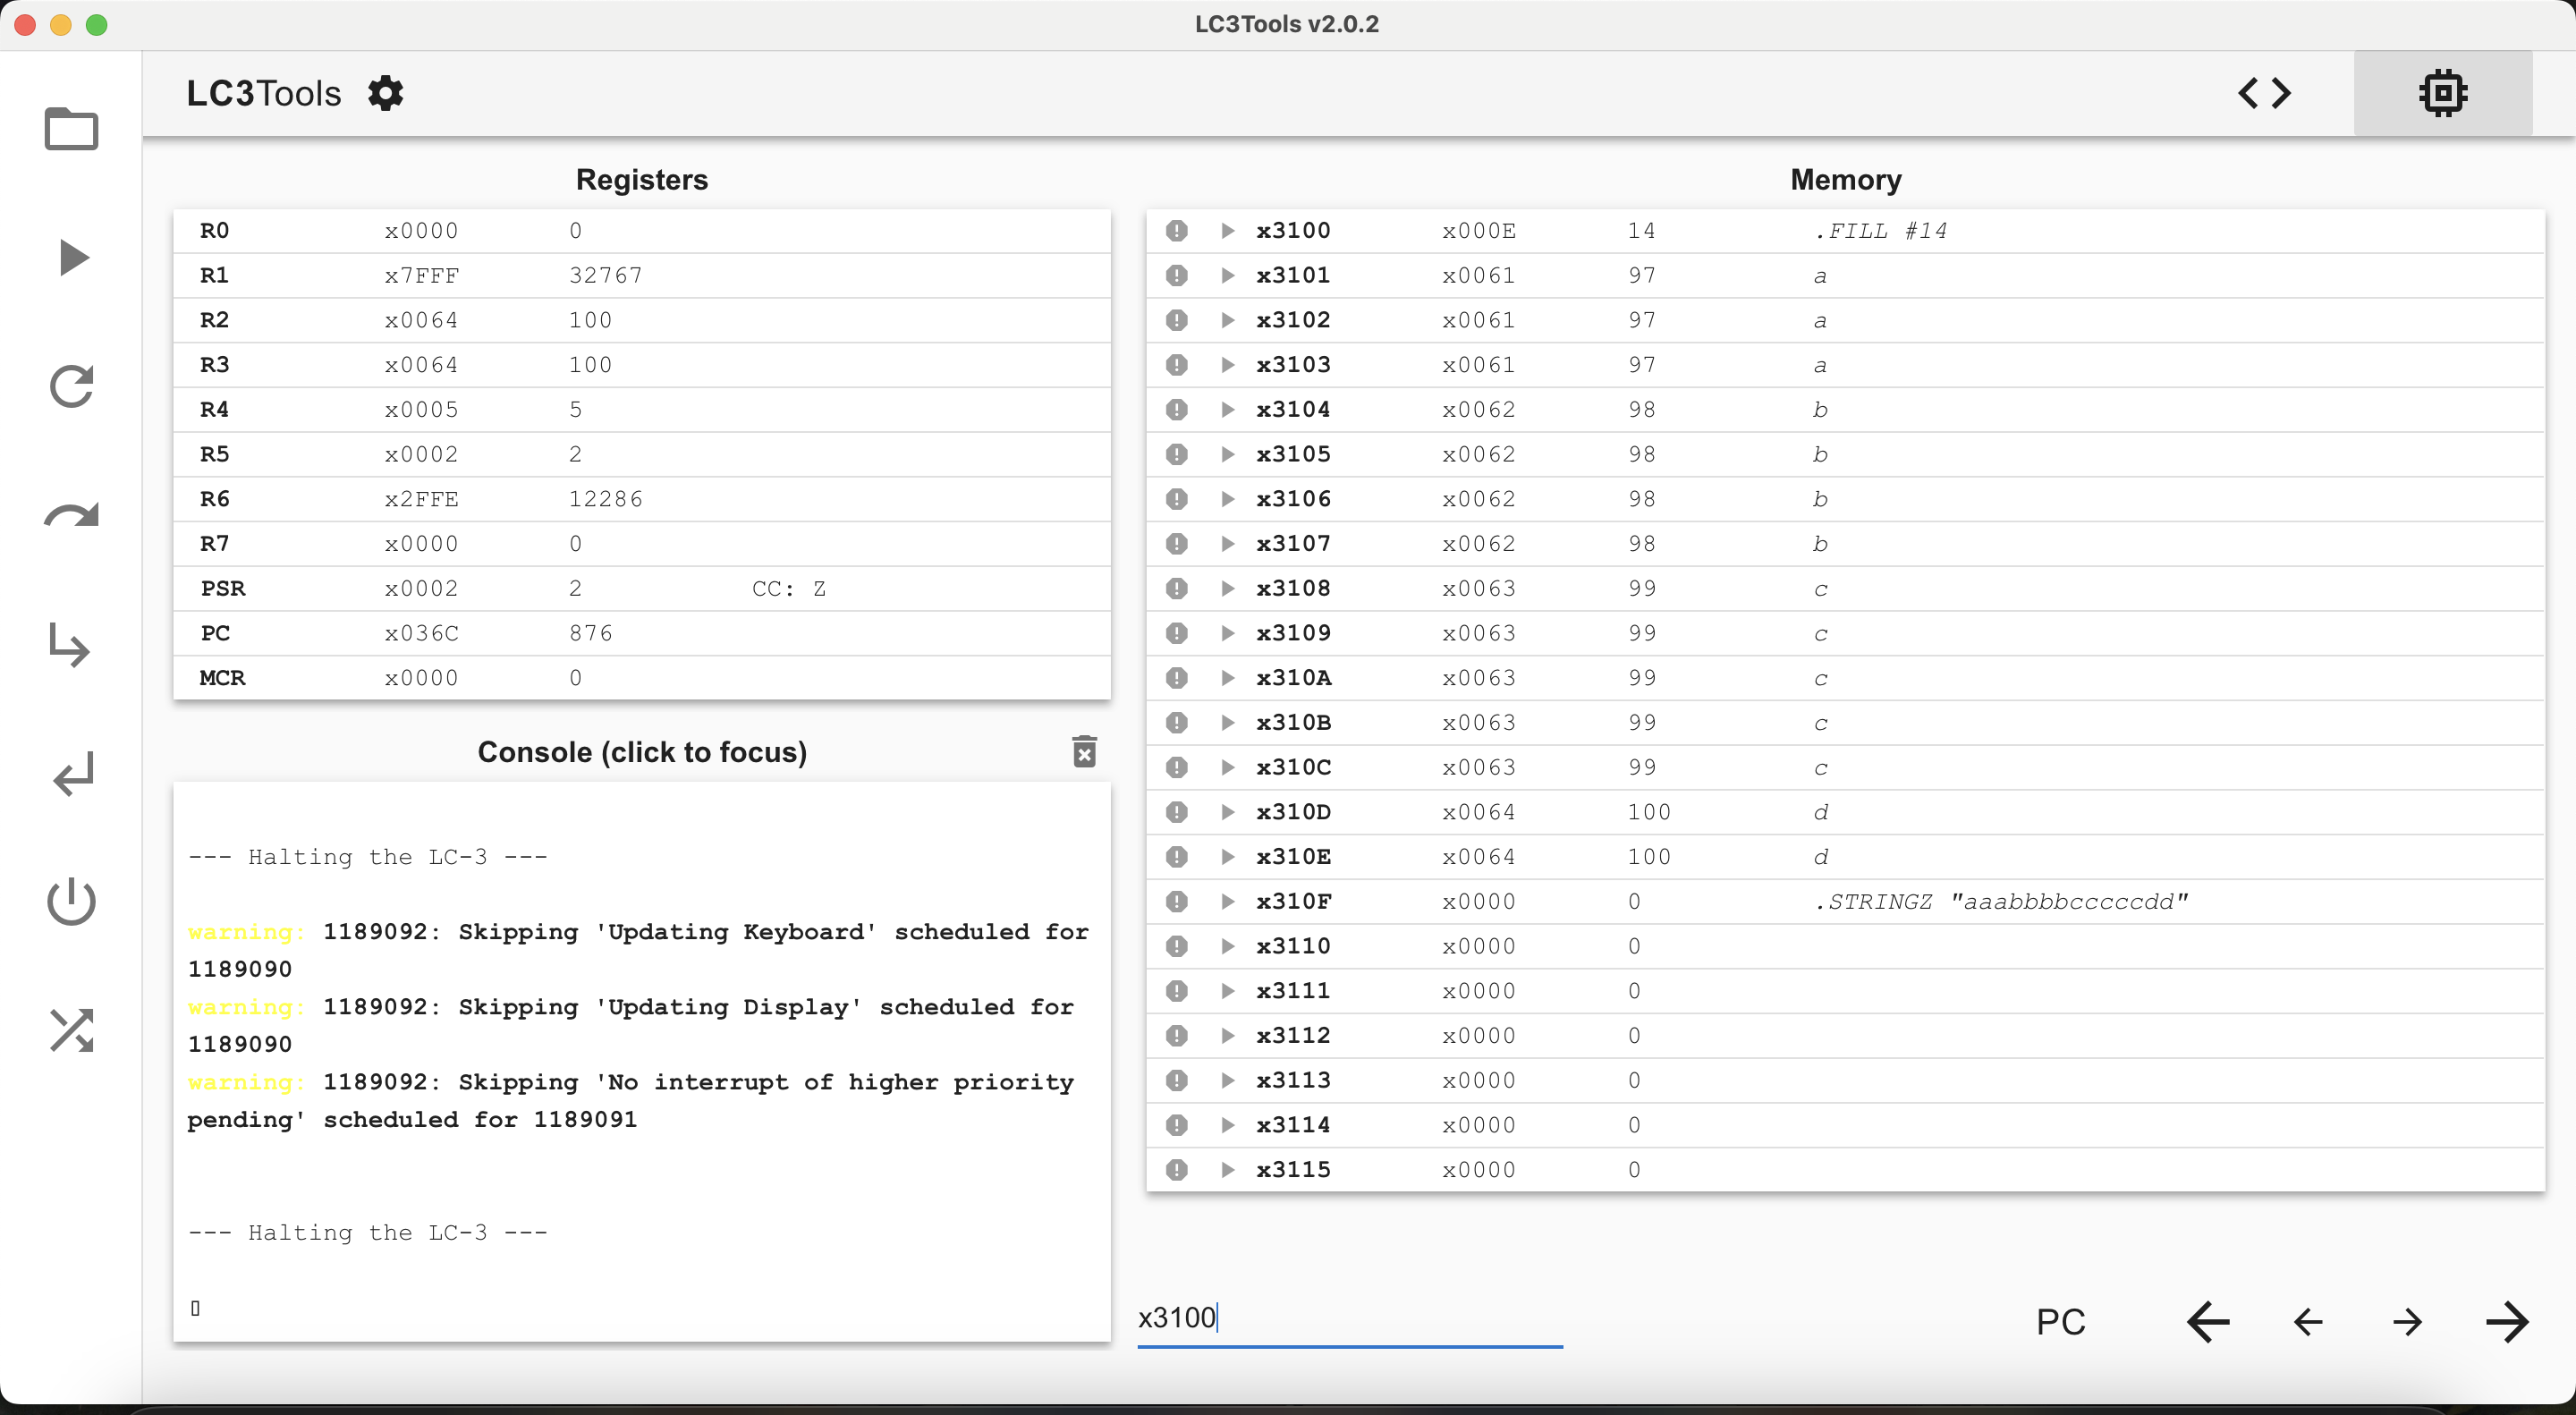 LC3Tools v2.0.2
LC3Tools
Registers
R0 x0000 0
R1 x7FFF 32767
R2 x0064 100
R3 x0064 100
R4 x0005 5
R5 x0002 2
R6 x2FFE 12286
R7 x0000 0
PSR x0002 2 CC: Z
PC x036C 876
MCR x0000 0
Console (click to focus)
--- Halting the LC-3 ---
warning: 1189092: Skipping 'Updating Keyboard' scheduled for
1189090
warning: 1189092: Skipping 'Updating Display' scheduled for
1189090
warning: 1189092: Skipping 'No interrupt of higher priority
pending' scheduled for 1189091
--- Halting the LC-3 ---
Memory
x3100 x000E 14 .FILL #14
x3101 x0061 97 a
x3102 x0061 97 a
x3103 x0061 97 a
x3104 x0062 98 b
x3105 x0062 98 b
x3106 x0062 98 b
x3107 x0062 98 b
x3108 x0063 99 c
x3109 x0063 99 c
x310A x0063 99 c
x310B x0063 99 c
x310C x0063 99 c
x310D x0064 100 d
x310E x0064 100 d
x310F x0000 0 .STRINGZ "aaabbbbcccccdd"
x3110 x0000 0
x3111 x0000 0
x3112 x0000 0
x3113 x0000 0
x3114 x0000 0
x3115 x0000 0
x3100
PC